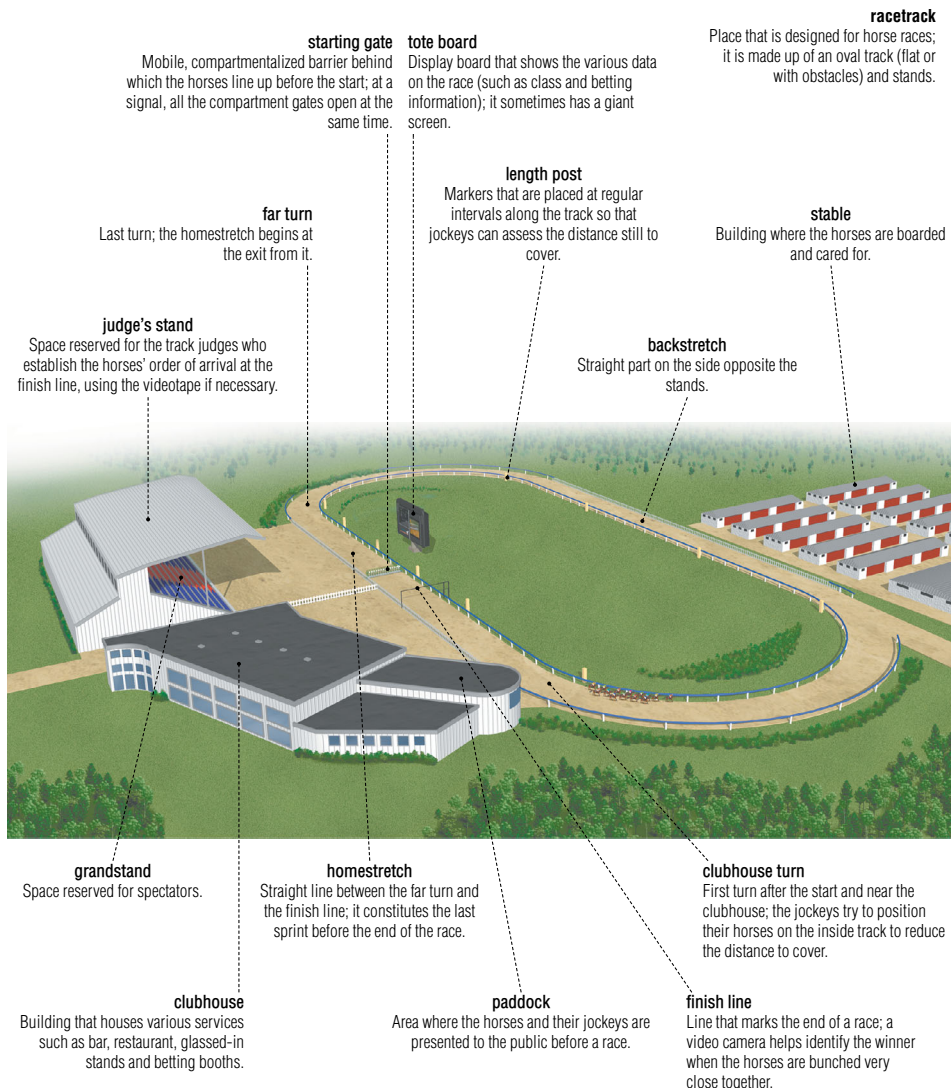 racetrack
Place that is designed for horse races;
it is made up of an oval track (flat or
with obstacles) and stands.
starting gate
Mobile, compartmentalized barrier behind
which the horses line up before the start; at a
signal, all the compartment gates open at the
same time.
tote board
Display board that shows the various data
on the race (such as class and betting
information); it sometimes has a giant
screen.
length post
Markers that are placed at regular
intervals along the track so that
jockeys can assess the distance still to
cover.
far turn
Last turn; the homestretch begins at
the exit from it.
stable
Building where the horses are boarded
and cared for.
judge's stand
Space reserved for the track judges who
establish the horses' order of arrival at the
finish line, using the videotape if necessary.
backstretch
Straight part on the side opposite the
stands.
grandstand
Space reserved for spectators.
homestretch
Straight line between the far turn and
the finish line; it constitutes the last
sprint before the end of the race.
clubhouse turn
First turn after the start and near the
clubhouse; the jockeys try to position
their horses on the inside track to reduce
the distance to cover.
clubhouse
Building that houses various services
such as bar, restaurant, glassed-in
stands and betting booths.
paddock
Area where the horses and their jockeys are
presented to the public before a race.
finish line
Line that marks the end of a race; a
video camera helps identify the winner
when the horses are bunched very
close together.